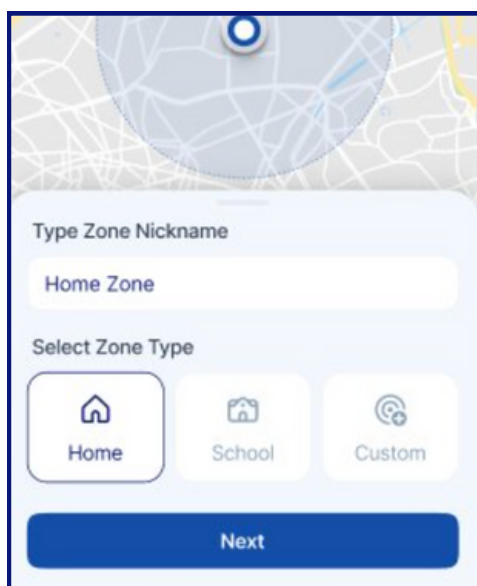 Type Zone Nickname
Home Zone
Select Zone Type
Home School Custom
Next